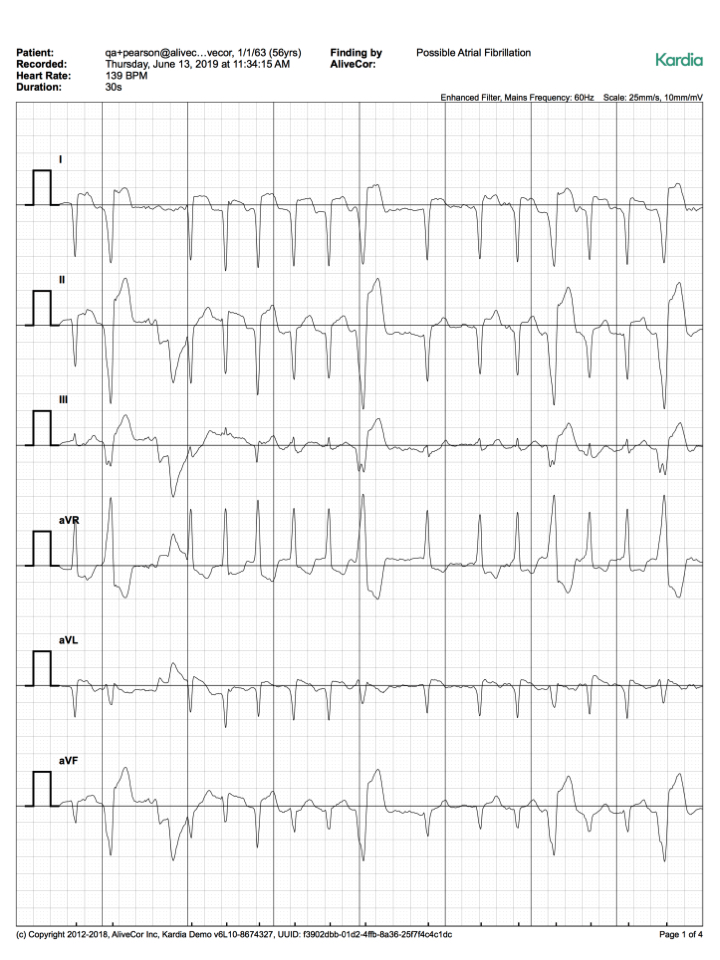 Patient: qa+pearson@alivec...vecor, 1/1/63 (56yrs) Finding by Possible Atrial Fibrillation
Recorded: Thursday, June 13, 2019 at 11:34:15 AM AliveCor:
Heart Rate: 139 BPM
Duration: 30s
Kardia
Enhanced Filter, Mains Frequency: 60Hz Scale: 25mm/s, 10mm/mV
I
II
III
aVR
aVL
aVF
(c) Copyright 2012-2018, AliveCor Inc, Kardia Demo v6L10-8674327, UUID: f3902dbb-01d2-4ffb-8a36-25f7f4c4c1dc Page 1 of 4